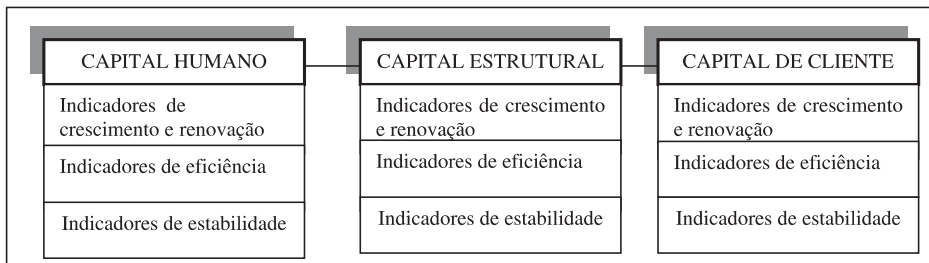 CAPITAL HUMANO
Indicadores de
crescimento e renovação
Indicadores de eficiência
Indicadores de estabilidade
CAPITAL ESTRUTURAL
Indicadores de crescimento
e renovação
Indicadores de eficiência
Indicadores de estabilidade
CAPITAL DE CLIENTE
Indicadores de crescimento
e renovação
Indicadores de eficiência
Indicadores de estabilidade